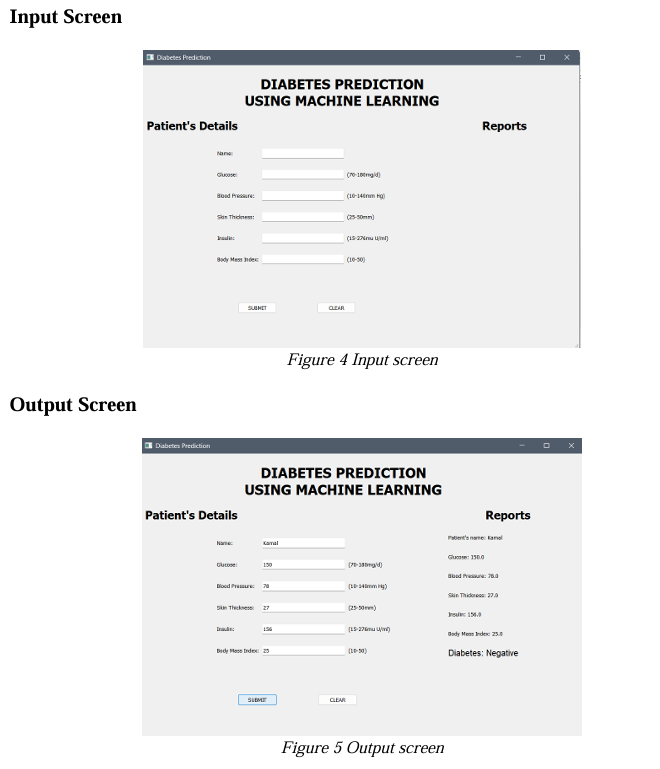 Input Screen
Diabetes Prediction
DIABETES PREDICTION
USING MACHINE LEARNING
Patient's Details
Reports
Name:
Glucose: (70-180mg/d)
Blood Pressure: (10-140mm Hg)
Skin Thickness: (25-50mm)
Insulin: (15-276mu U/ml)
Body Mass Index: (10-50)
SUBMIT CLEAR
Figure 4 Input screen
Output Screen
Diabetes Prediction
DIABETES PREDICTION
USING MACHINE LEARNING
Patient's Details
Reports
Name: Kamal
Glucose: 150 (70-180mg/d)
Blood Pressure: 78 (10-140mm Hg)
Skin Thickness: 27 (25-50mm)
Insulin: 156 (15-276mu U/ml)
Body Mass Index: 25 (10-50)
SUBMIT CLEAR
Patient's name: Kamal
Glucose: 150.0
Blood Pressure: 78.0
Skin Thickness: 27.0
Insulin: 156.0
Body Mass Index: 25.0
Diabetes: Negative
Figure 5 Output screen